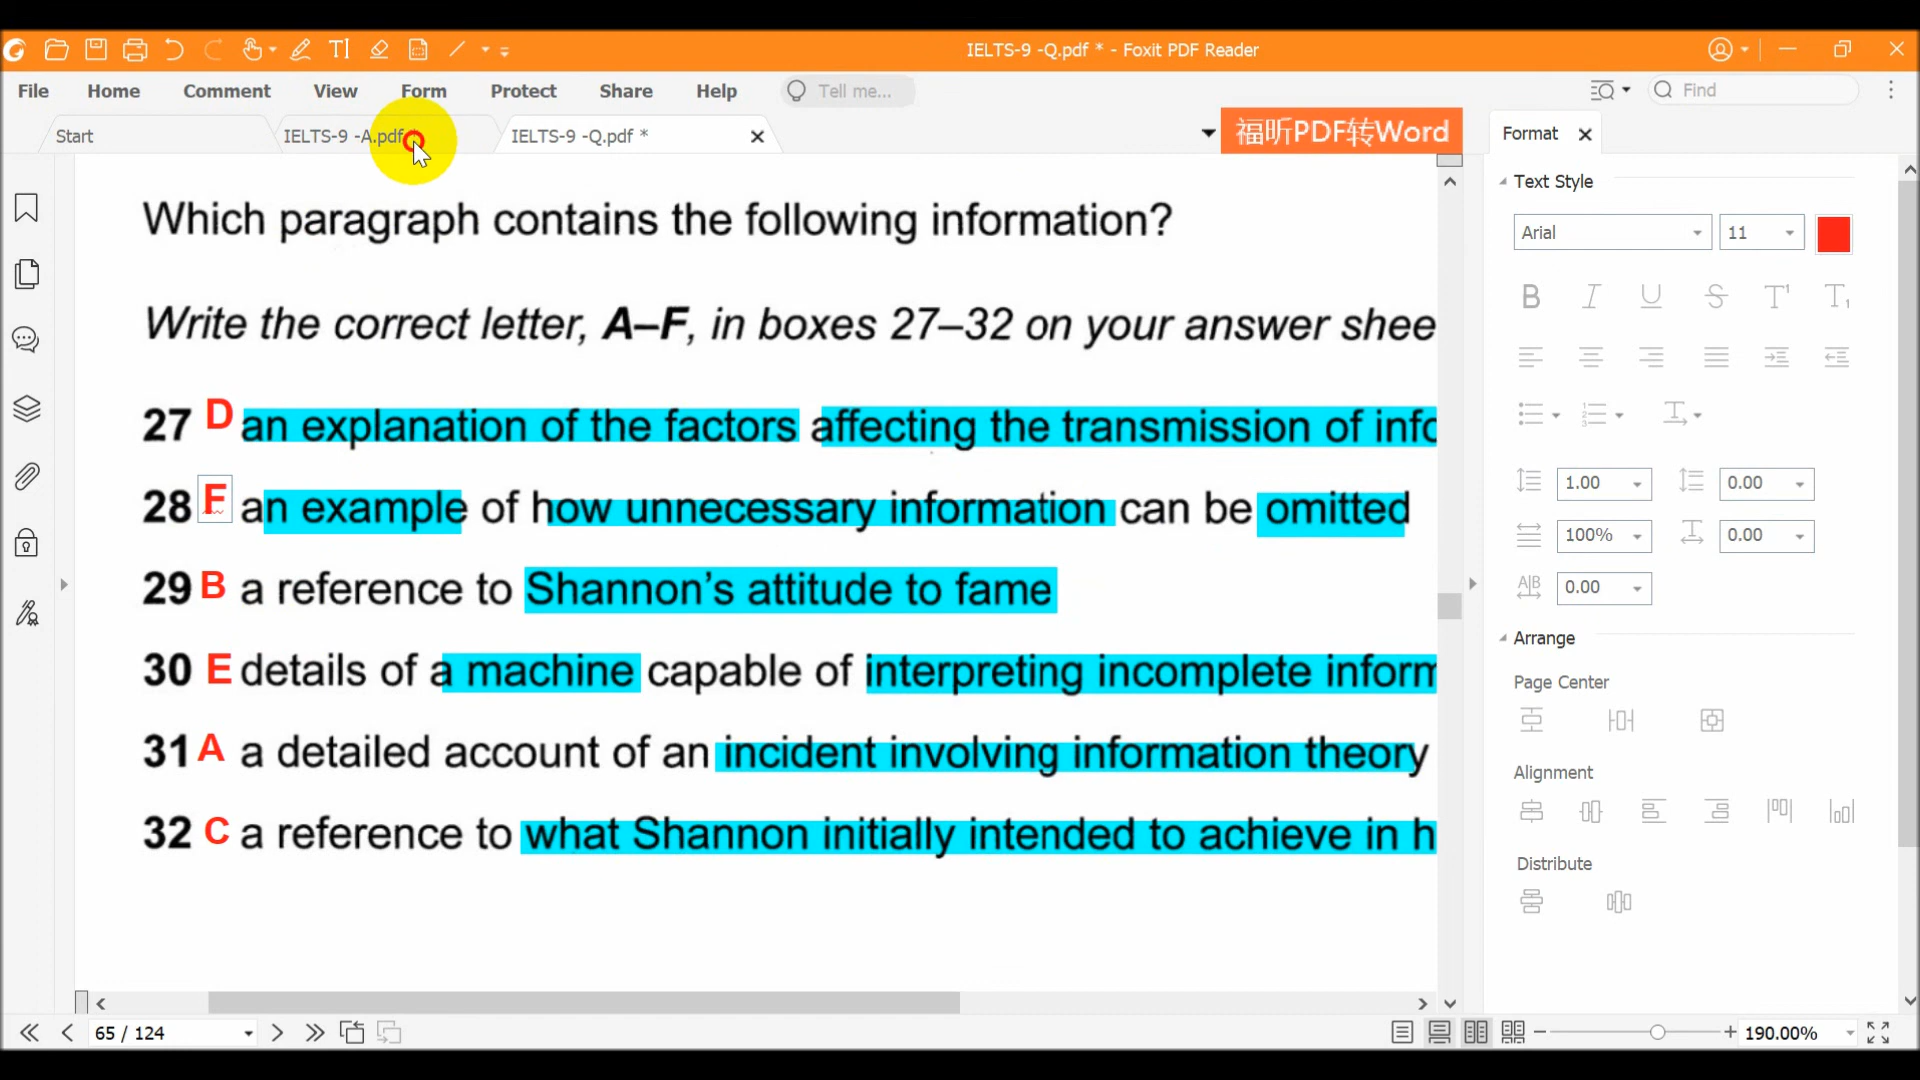 IELTS-9 -Q.pdf * - Foxit PDF Reader
File Home Comment View Form Protect Share Help Tell me... Find
Start IELTS-9 -A.pdf IELTS-9 -Q.pdf * 福昕PDF转Word Format
Text Style
Arial 11
1.00 0.00
100% 0.00
0.00
Arrange
Page Center
Alignment
Distribute
Which paragraph contains the following information?
Write the correct letter, A–F, in boxes 27–32 on your answer shee
27 D an explanation of the factors affecting the transmission of info
28 F an example of how unnecessary information can be omitted
29 B a reference to Shannon's attitude to fame
30 E details of a machine capable of interpreting incomplete inform
31 A a detailed account of an incident involving information theory
32 C a reference to what Shannon initially intended to achieve in h
65 / 124 190.00%